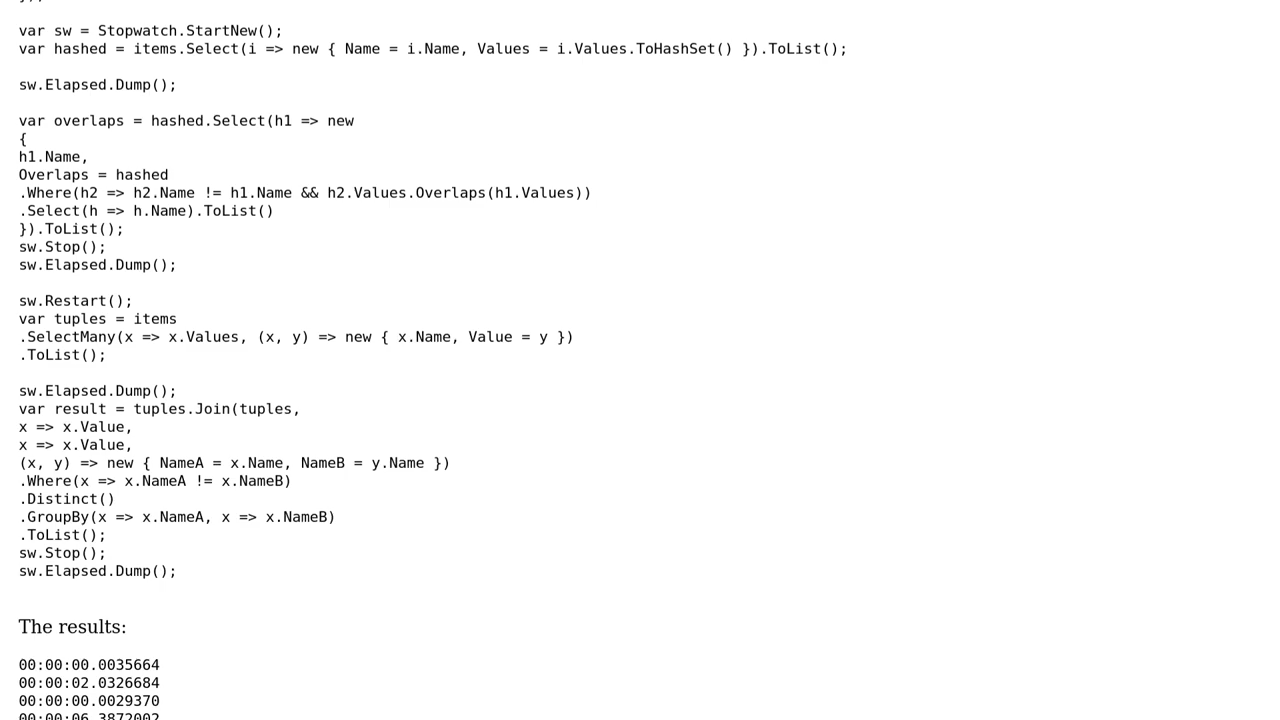 var sw = Stopwatch.StartNew();
var hashed = items.Select(i => new { Name = i.Name, Values = i.Values.ToHashSet() }).ToList();
sw.Elapsed.Dump();
var overlaps = hashed.Select(h1 => new
{
h1.Name,
Overlaps = hashed
.Where(h2 => h2.Name != h1.Name && h2.Values.Overlaps(h1.Values))
.Select(h => h.Name).ToList()
}).ToList();
sw.Stop();
sw.Elapsed.Dump();
sw.Restart();
var tuples = items
.SelectMany(x => x.Values, (x, y) => new { x.Name, Value = y })
.ToList();
sw.Elapsed.Dump();
var result = tuples.Join(tuples,
x => x.Value,
x => x.Value,
(x, y) => new { NameA = x.Name, NameB = y.Name })
.Where(x => x.NameA != x.NameB)
.Distinct()
.GroupBy(x => x.NameA, x => x.NameB)
.ToList();
sw.Stop();
sw.Elapsed.Dump();
The results:
00:00:00.0035664
00:00:02.0326684
00:00:00.0029370
00:00:06.3872002